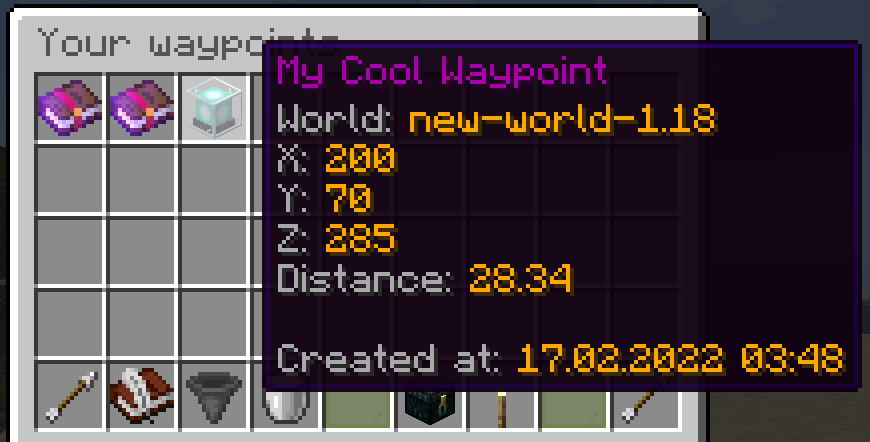 Your waypoints
My Cool Waypoint
World: new-world-1.18
X: 200
Y: 70
Z: 285
Distance: 28.34
Created at: 17.02.2022 03:48